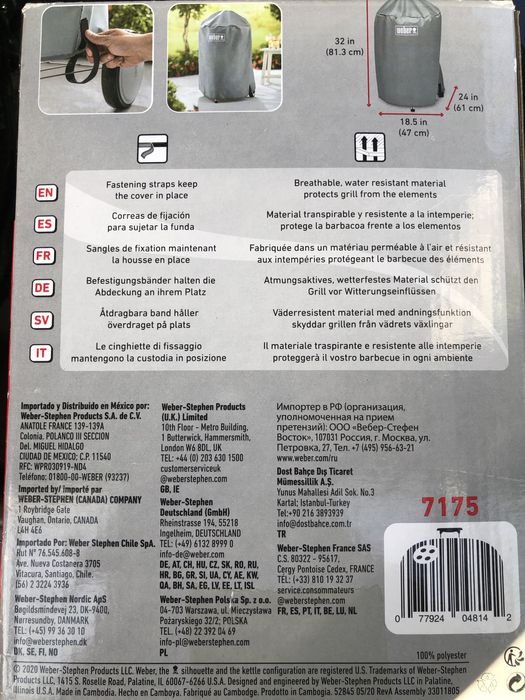 weber
32 in
(81.3 cm)
24 in
(61 cm)
18.5 in
(47 cm)
EN
Fastening straps keep
the cover in place
Breathable, water resistant material
protects grill from the elements
ES
Correas de fijación
para sujetar la funda
Material transpirable y resistente a la intemperie;
protege la barbacoa frente a los elementos
FR
Sangles de fixation maintenant
la housse en place
Fabriquée dans un matériau perméable à l'air et résistant
aux intempéries protégeant le barbecue des éléments
DE
Befestigungsbänder halten die
Abdeckung an ihrem Platz
Atmungsaktives, wetterfestes Material schützt den
Grill vor Witterungseinflüssen
SV
Åtdragbara band håller
överdraget på plats
Väderresistent material med andningsfunktion
skyddar grillen från vädrets växlingar
IT
Le cinghiette di fissaggio
mantengono la custodia in posizione
Il materiale traspirante e resistente alle intemperie
proteggerà il vostro barbecue in ogni ambiente
Importado y Distribuido en México por:
Weber-Stephen Products S.A. de C.V.
ANATOLE FRANCE 139-139A
Colonia. POLANCO III SECCION
Del. MIGUEL HIDALGO
CIUDAD DE MEXICO; C.P. 11540
RFC: WPR030919-ND4
Teléfono: 01800-00-WEBER (93237)
Imported by/ Importé par
WEBER-STEPHEN (CANADA) COMPANY
1 Roybridge Gate
Vaughan, Ontario, CANADA
L4H 4E6
Importado Por: Weber Stephen Chile SpA.
Rut N° 76.545.608-8
Ave. Nueva Costanera 3705
Vitacura, Santiago, Chile.
(56) 2 3224 3936
Weber-Stephen Nordic ApS
Bøgildsmindevej 23, DK-9400,
Nørresundby, DANMARK
TEL: (+45) 99 36 30 10
info@weberstephen.dk
DK, SE, FI, NO
Weber-Stephen Products
(U.K.) Limited
10th Floor - Metro Building,
1 Butterwick, Hammersmith,
London W6 8DL, UK
TEL: +44 (0) 203 630 1500
customerserviceuk
@weberstephen.com
GB, IE
Weber-Stephen
Deutschland (GmbH)
Rheinstrasse 194, 55218
Ingelheim, DEUTSCHLAND
TEL: (+49) 6132 8999 0
info-de@weber.com
DE, AT, CH, HU, CZ, SK, RO, RU,
HR, BG, GR, SI, UA, CY, AE, KW,
QA, BH, SA, EG, LV, EE, LT, ISL
Weber-Stephen Polska Sp. z o.o.
04-703 Warszawa, ul. Mieczysława
Pożaryskiego 32/2; POLSKA
TEL: (+48) 22 392 04 69
info-pl@weberstephen.com
PL
Импортер в РФ (организация,
уполномоченная на прием
претензий): ООО «Вебер-Стефен
Восток», 107031 Россия, г. Москва, ул.
Петровка, 27, Тел.: +7 495 956-63-21
www.weber.com/ru
Dost Bahçe Dış Ticaret
Mümessillik A.Ş.
Yunus Mahallesi Adil Sok. No.3
Kartal; Istanbul-Turkey
Tel:+90 216 3893939
info@dostbahce.com.tr
TR
Weber-Stephen France SAS
C.S. 80322 - 95617,
Cergy Pontoise Cedex, FRANCE
TEL: (+33) 810 19 32 37
service.consommateurs
@weberstephen.com
FR, ES, PT, IT, BE, LU, NL
7175
0 77924 04814 2
100% polyester
© 2020 Weber-Stephen Products LLC. Weber, the silhouette and the kettle configuration are registered U.S. Trademarks of Weber-Stephen
Products LLC, 1415 S. Roselle Road, Palatine, IL 60067-6266 U.S.A. Designed and engineered by Weber-Stephen Products LLC in Palatine,
Illinois U.S.A. Made in Cambodia. Hecho en Camboya. Fabriqué au Cambodge. Prodotto in Cambogia. 52845 05/20 RevA Assembly 33011805